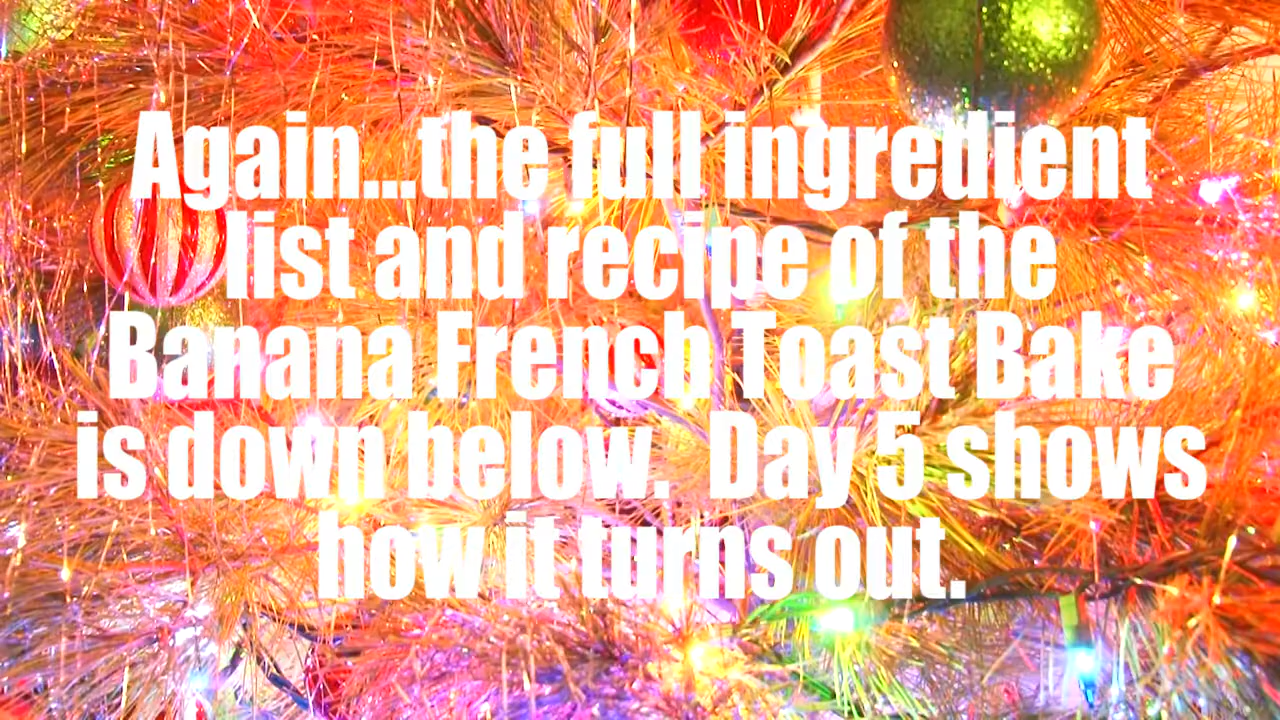 Again...the full ingredient
list and recipe of the
Banana French Toast Bake
is down below. Day 5 shows
how it turns out.